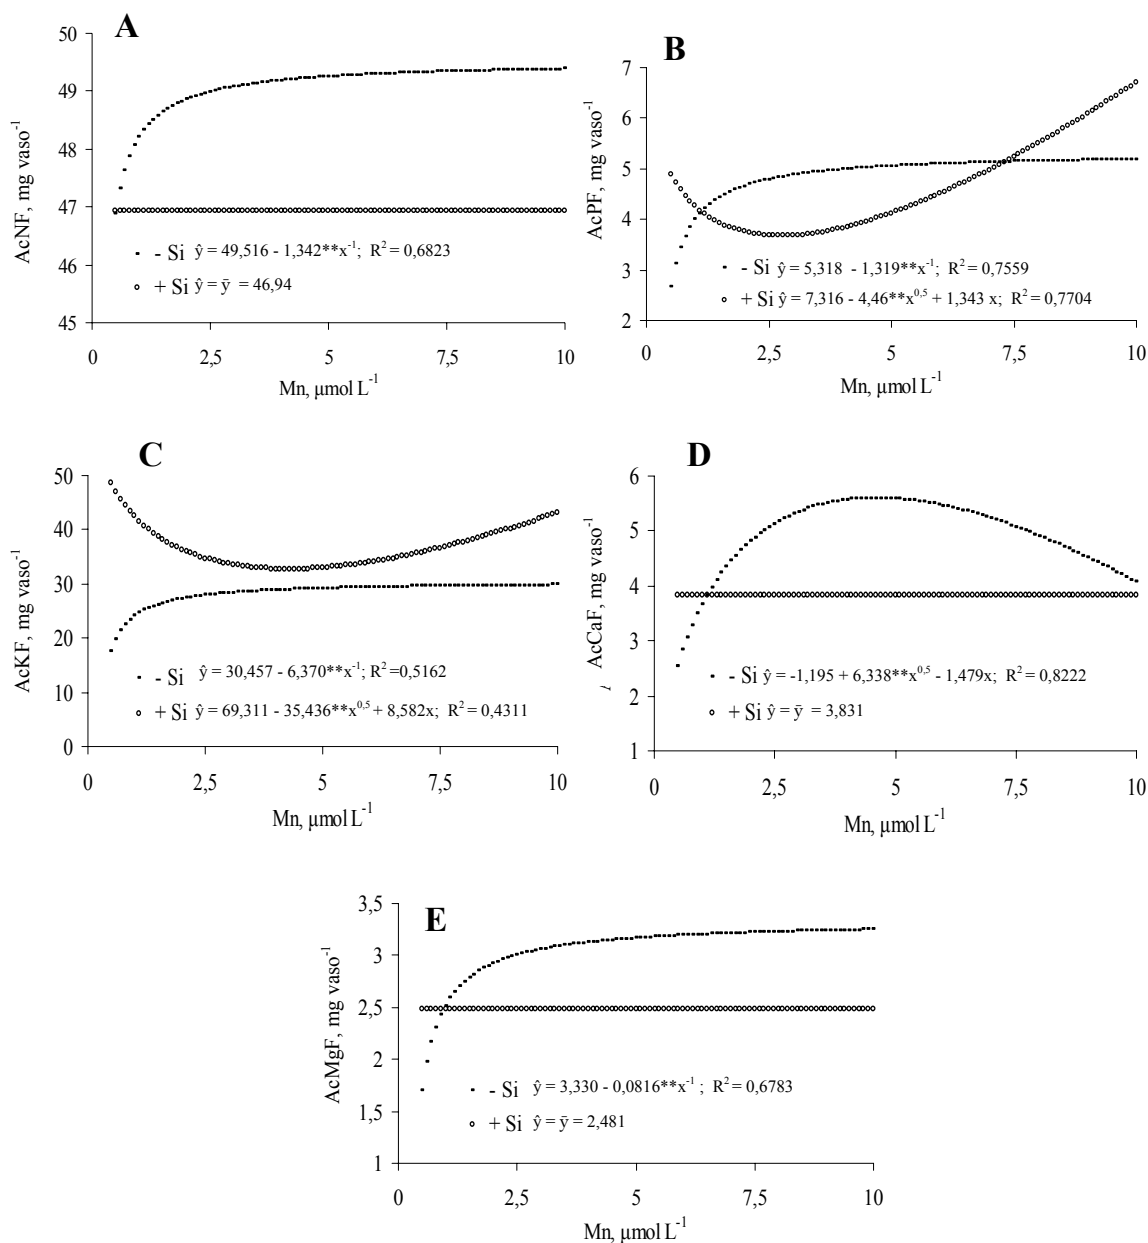 A
50
49
48
47
46
45
AcNF, mg vaso⁻¹
- Si ŷ = 49,516 - 1,342**x⁻¹; R² = 0,6823
+ Si ŷ = ȳ = 46,94
0 2,5 5 7,5 10
Mn, µmol L⁻¹
B
7
6
5
4
3
2
AcPF, mg vaso⁻¹
- Si ŷ = 5,318 - 1,319**x⁻¹; R² = 0,7559
+ Si ŷ = 7,316 - 4,46**x⁰,⁵ + 1,343 x; R² = 0,7704
0 2,5 5 7,5 10
Mn, µmol L⁻¹
C
50
40
30
20
10
0
AcKF, mg vaso⁻¹
- Si ŷ = 30,457 - 6,370**x⁻¹; R² =0,5162
+ Si ŷ = 69,311 - 35,436**x⁰,⁵ + 8,582x; R² = 0,4311
0 2,5 5 7,5 10
Mn, µmol L⁻¹
D
6
5
4
3
2
1
AcCaF, mg vaso⁻¹
- Si ŷ = -1,195 + 6,338**x⁰,⁵ - 1,479x; R² = 0,8222
+ Si ŷ = ȳ = 3,831
0 2,5 5 7,5 10
Mn, µmol L⁻¹
E
3,5
3
2,5
2
1,5
1
AcMgF, mg vaso⁻¹
- Si ŷ = 3,330 - 0,0816**x⁻¹ ; R² = 0,6783
+ Si ŷ = ȳ = 2,481
0 2,5 5 7,5 10
Mn, µmol L⁻¹